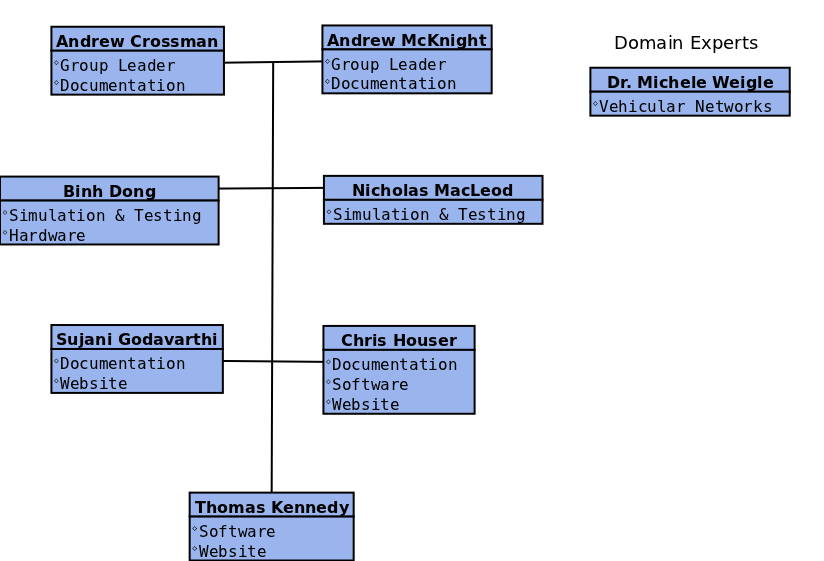 Andrew Crossman
Group Leader
Documentation
Andrew McKnight
Group Leader
Documentation
Domain Experts
Dr. Michele Weigle
Vehicular Networks
Binh Dong
Simulation & Testing
Hardware
Nicholas MacLeod
Simulation & Testing
Sujani Godavarthi
Documentation
Website
Chris Houser
Documentation
Software
Website
Thomas Kennedy
Software
Website